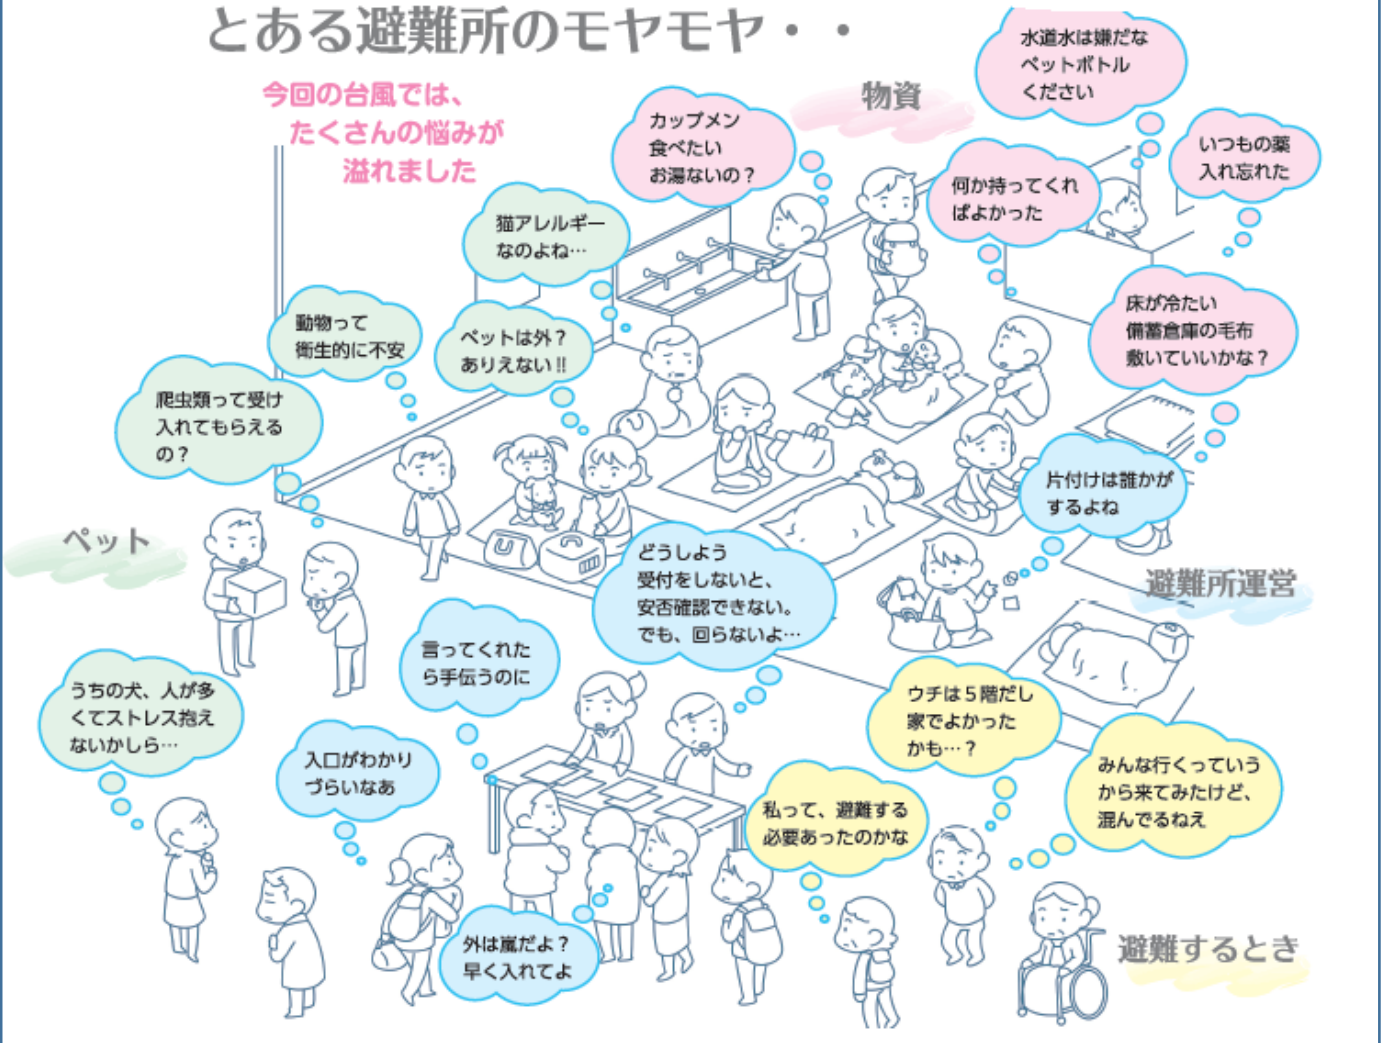 とある避難所のモヤモヤ・・
今回の台風では、
たくさんの悩みが
溢れました
物資
水道水は嫌だな
ペットボトル
ください
カップメン
食べたい
お湯ないの？
何か持ってくれ
ばよかった
いつもの薬
入れ忘れた
床が冷たい
備蓄倉庫の毛布
敷いていいかな？
猫アレルギー
なのよね…
動物って
衛生的に不安
ペットは外？
ありえない!!
爬虫類って受け
入れてもらえる
の？
ペット
うちの犬、人が多
くてストレス抱え
ないかしら…
片付けは誰かが
するよね
避難所運営
どうしよう
受付をしないと、
安否確認できない。
でも、回らないよ…
言ってくれた
ら手伝うのに
入口がわかり
づらいなあ
外は嵐だよ？
早く入れてよ
ウチは５階だし
家でよかった
かも…？
みんな行くっていう
から来てみたけど、
混んでるねえ
私って、避難する
必要あったのかな
避難するとき